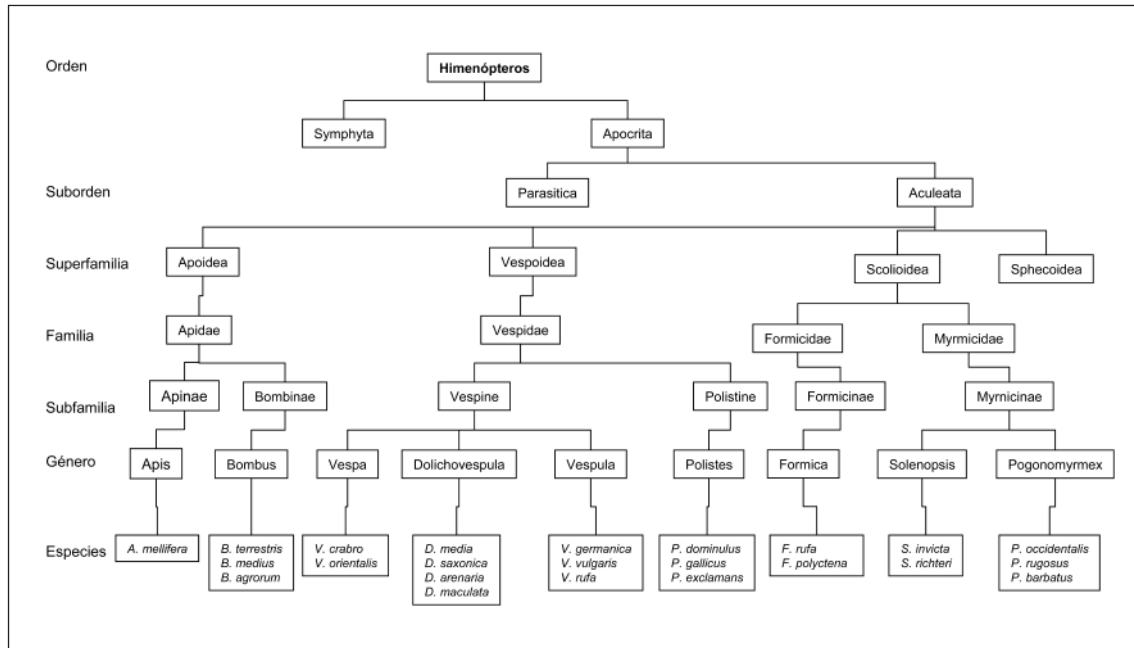 Orden
Himenópteros
Symphyta
Apocrita
Suborden
Parasitica
Aculeata
Superfamilia
Apoidea
Vespoidea
Scolioidea
Sphecoidea
Familia
Apidae
Vespidae
Formicidae
Myrmicidae
Subfamilia
Apinae
Bombinae
Vespine
Polistine
Formicinae
Myrnicinae
Género
Apis
Bombus
Vespa
Dolichovespula
Vespula
Polistes
Formica
Solenopsis
Pogonomyrmex
Especies
A. mellifera
B. terrestris
B. medius
B. agrorum
V. crabro
V. orientalis
D. media
D. saxonica
D. arenaria
D. maculata
V. germanica
V. vulgaris
V. rufa
P. dominulus
P. gallicus
P. exclamans
F. rufa
F. polyctena
S. invicta
S. richteri
P. occidentalis
P. rugosus
P. barbatus